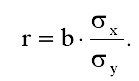 r = b · σx / σy.